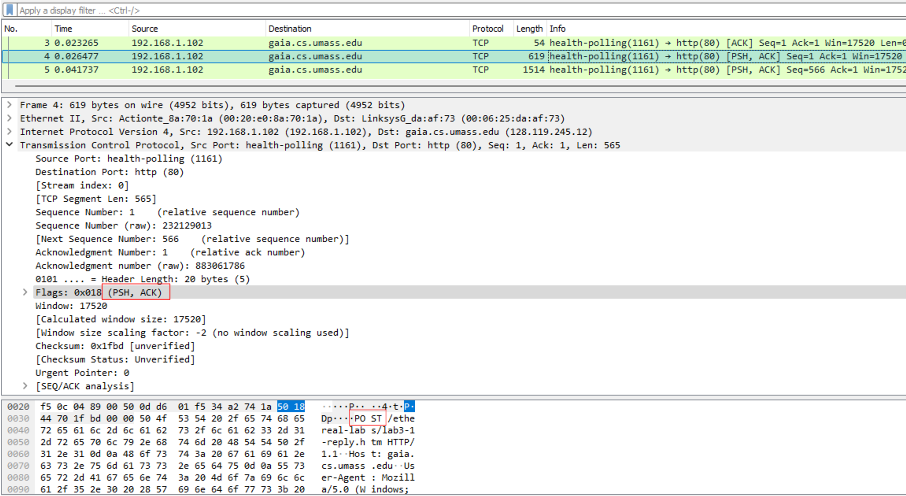 Apply a display filter ... <Ctrl-/>
No. Time Source Destination Protocol Length Info
3 0.023265 192.168.1.102 gaia.cs.umass.edu TCP 54 health-polling(1161) → http(80) [ACK] Seq=1 Ack=1 Win=17520 Len=0
4 0.026477 192.168.1.102 gaia.cs.umass.edu TCP 619 health-polling(1161) → http(80) [PSH, ACK] Seq=1 Ack=1 Win=17520
5 0.041737 192.168.1.102 gaia.cs.umass.edu TCP 1514 health-polling(1161) → http(80) [PSH, ACK] Seq=566 Ack=1 Win=1752
Frame 4: 619 bytes on wire (4952 bits), 619 bytes captured (4952 bits)
Ethernet II, Src: Actionte_8a:70:1a (00:20:e0:8a:70:1a), Dst: LinksysG_da:af:73 (00:06:25:da:af:73)
Internet Protocol Version 4, Src: 192.168.1.102 (192.168.1.102), Dst: gaia.cs.umass.edu (128.119.245.12)
Transmission Control Protocol, Src Port: health-polling (1161), Dst Port: http (80), Seq: 1, Ack: 1, Len: 565
Source Port: health-polling (1161)
Destination Port: http (80)
[Stream index: 0]
[TCP Segment Len: 565]
Sequence Number: 1 (relative sequence number)
Sequence Number (raw): 232129013
[Next Sequence Number: 566 (relative sequence number)]
Acknowledgment Number: 1 (relative ack number)
Acknowledgment number (raw): 883061786
0101 .... = Header Length: 20 bytes (5)
Flags: 0x018 (PSH, ACK)
Window: 17520
[Calculated window size: 17520]
[Window size scaling factor: -2 (no window scaling used)]
Checksum: 0x1fbd [unverified]
[Checksum Status: Unverified]
Urgent Pointer: 0
[SEQ/ACK analysis]
0020 f5 0c 04 89 00 50 0d d6 01 f5 34 a2 74 1a 50 18 ·····P·· ··4·t·P·
0030 44 70 1f bd 00 00 50 4f 53 54 20 2f 65 74 68 65 Dp····PO ST /ethe
0040 72 65 61 6c 2d 6c 61 62 73 2f 6c 61 62 33 2d 31 real-lab s/lab3-1
0050 2d 72 65 70 6c 79 2e 68 74 6d 20 48 54 54 50 2f -reply.h tm HTTP/
0060 31 2e 31 0d 0a 48 6f 73 74 3a 20 67 61 69 61 2e 1.1··Hos t: gaia.
0070 63 73 2e 75 6d 61 73 73 2e 65 64 75 0d 0a 55 73 cs.umass .edu··Us
0080 65 72 2d 41 67 65 6e 74 3a 20 4d 6f 7a 69 6c 6c er-Agent : Mozill
0090 61 2f 35 2e 30 20 28 57 69 6e 64 6f 77 73 3b 20 a/5.0 (W indows;